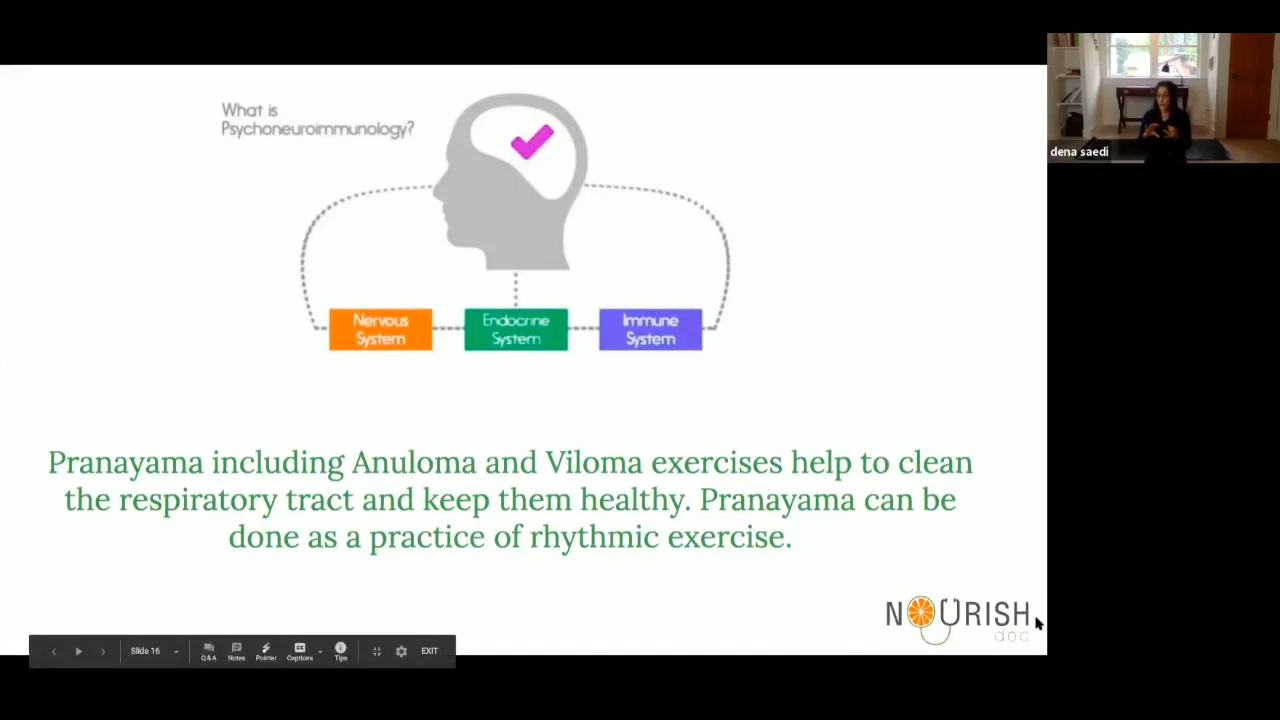 What is
Psychoneuroimmunology?
Nervous
System
Endocrine
System
Immune
System
Pranayama including Anuloma and Viloma exercises help to clean
the respiratory tract and keep them healthy. Pranayama can be
done as a practice of rhythmic exercise.
NOURISH
doc
Slide 16
Q&A
Notes
Pointer
Captions
Tips
EXIT
dena saedi